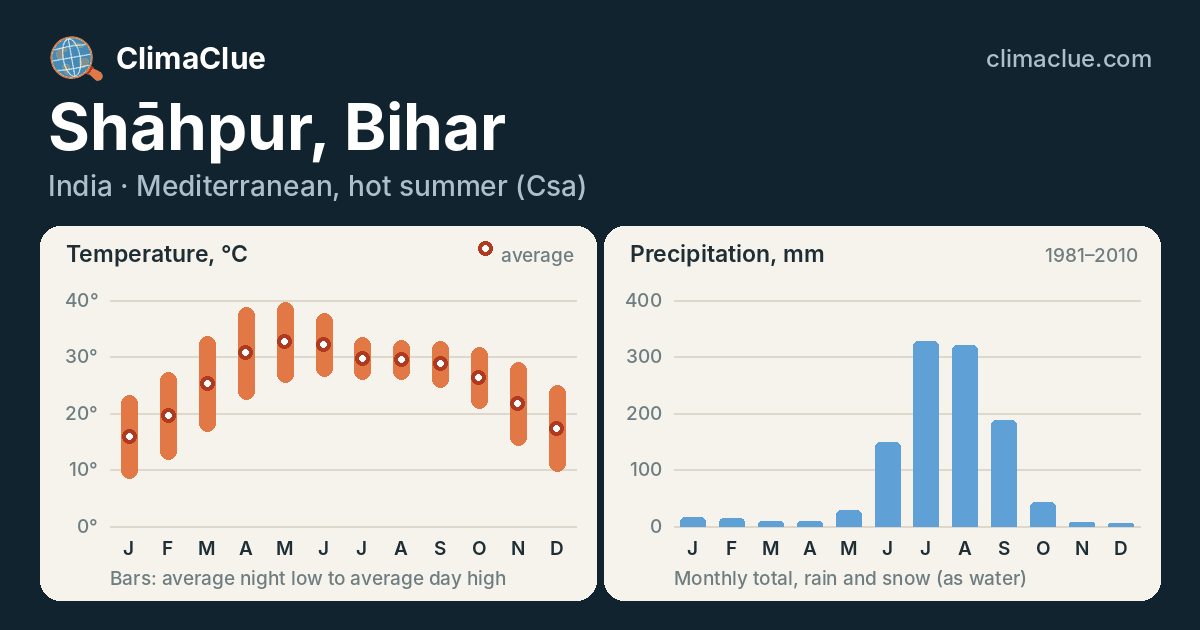 ClimaClue
climaclue.com
Shāhpur, Bihar
India · Mediterranean, hot summer (Csa)
Temperature, °C
average
40°
30°
20°
10°
0°
J F M A M J J A S O N D
Bars: average night low to average day high
Precipitation, mm
1981–2010
400
300
200
100
0
J F M A M J J A S O N D
Monthly total, rain and snow (as water)